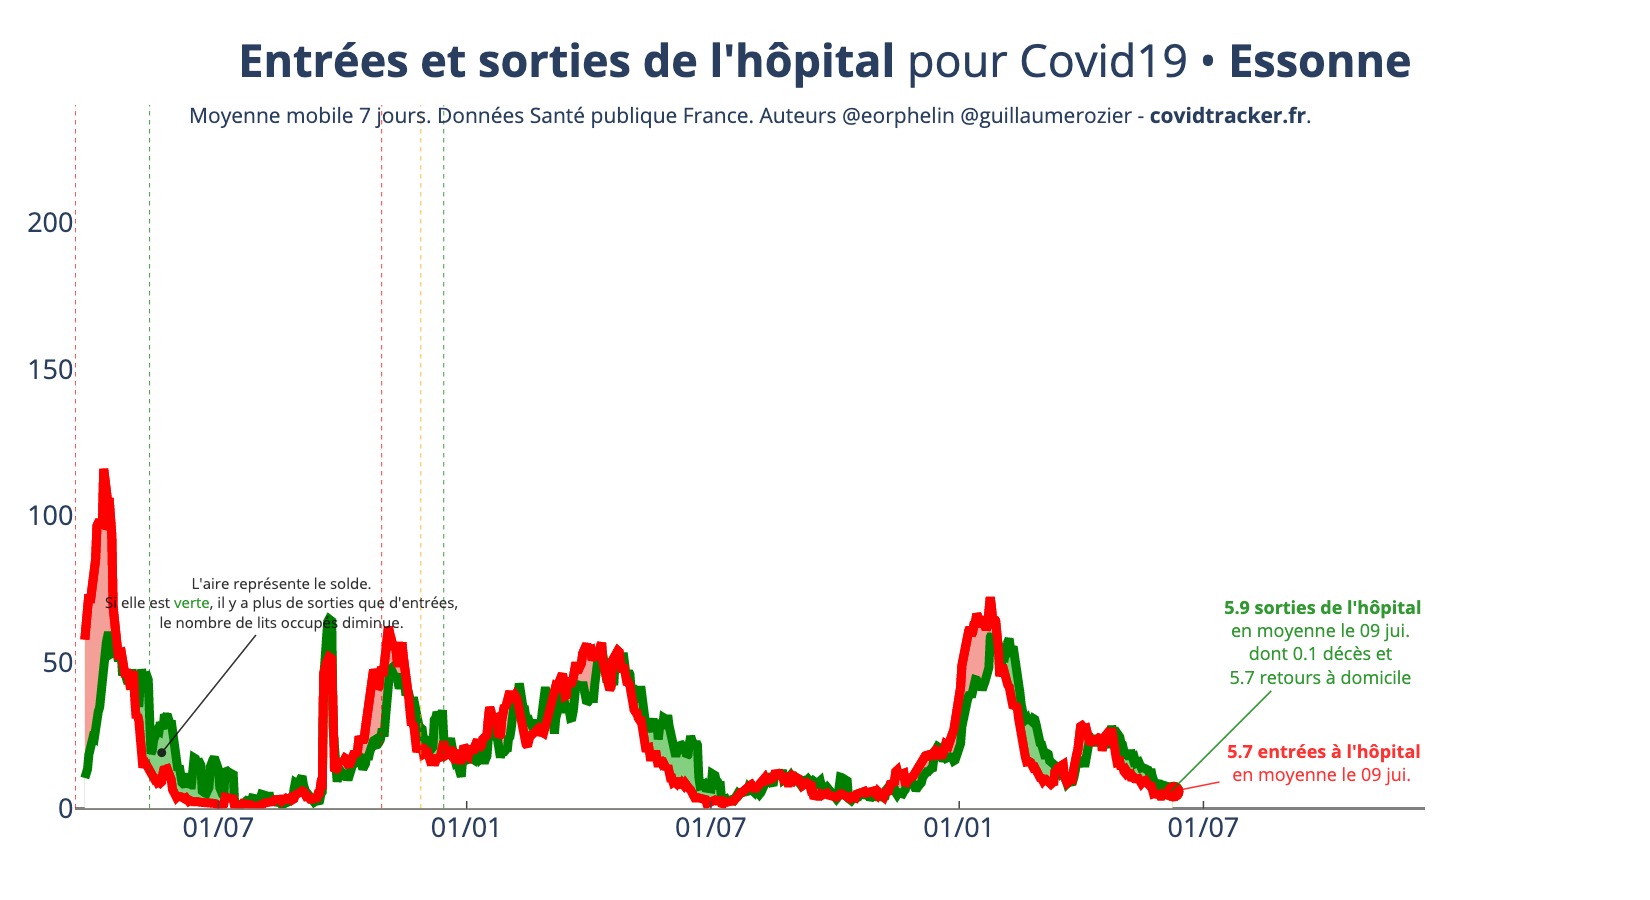 Entrées et sorties de l'hôpital pour Covid19 • Essonne
Moyenne mobile 7 jours. Données Santé publique France. Auteurs @eorphelin @guillaumerozier - covidtracker.fr.
200
150
100
50
0
L'aire représente le solde.
Si elle est verte, il y a plus de sorties que d'entrées,
le nombre de lits occupés diminue.
5.9 sorties de l'hôpital
en moyenne le 09 jui.
dont 0.1 décès et
5.7 retours à domicile
5.7 entrées à l'hôpital
en moyenne le 09 jui.
01/07
01/01
01/07
01/01
01/07